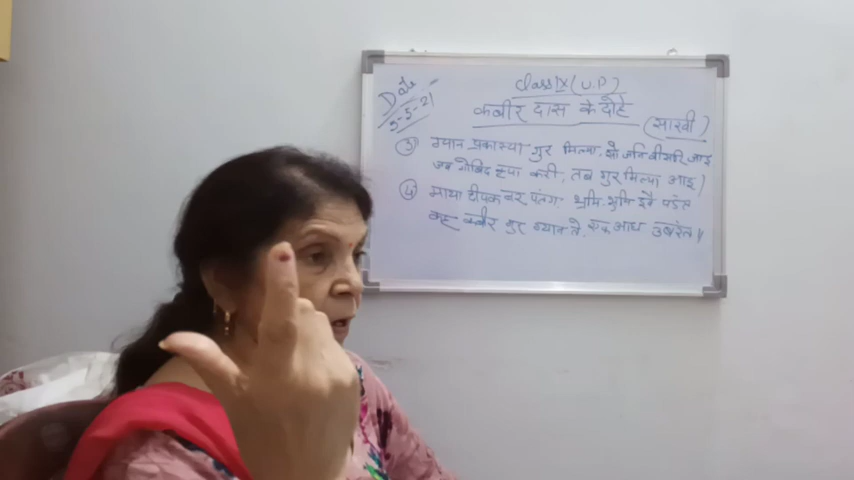 Date
5-5-21
Class IX (U.P)
कबीर दास के दोहे
(साखी)
③ ग्यान प्रकास्या गुर मिल्या, सो जनि बीसरि जाइ
जब गोबिंद कृपा करी, तब गुर मिल्या आइ।
④ माया दीपक नर पतंग भ्रमि भ्रमि इवै पडंत
कह कबीर गुर ग्यान ते, एक आध उबरंत॥